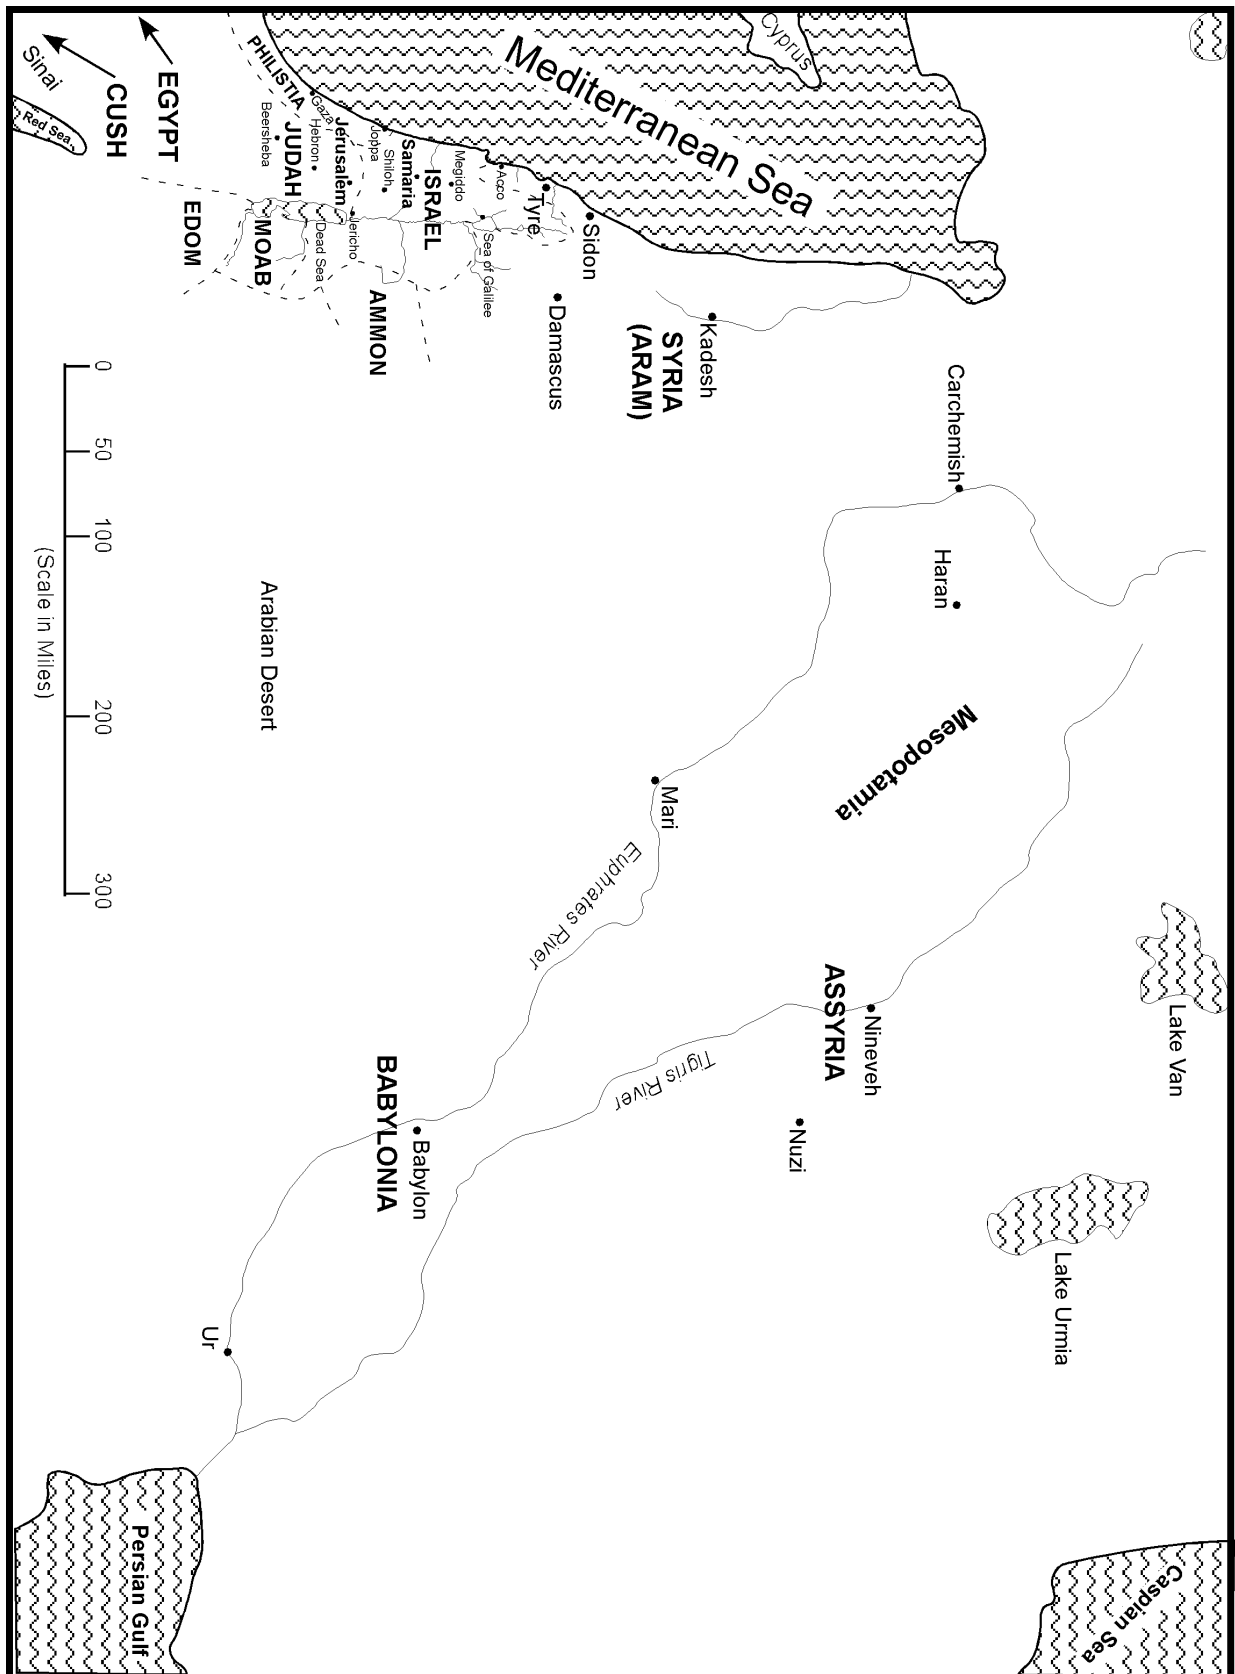 Mediterranean Sea
Cyprus
Lake Van
Lake Urmia
Caspian Sea
Carchemish
Haran
Mesopotamia
Nineveh
ASSYRIA
Nuzi
Tigris River
Kadesh
SYRIA
(ARAM)
Mari
Euphrates River
Sidon
Damascus
Tyre
Acco
Sea of Galilee
Megiddo
ISRAEL
Samaria
Shiloh
Joppa
AMMON
Jericho
Jerusalem
Gaza
Hebron
Dead Sea
PHILISTIA
JUDAH
Beersheba
MOAB
EDOM
EGYPT
CUSH
Sinai
Red Sea
Arabian Desert
Babylon
BABYLONIA
Ur
Persian Gulf
0 50 100 200 300
(Scale in Miles)